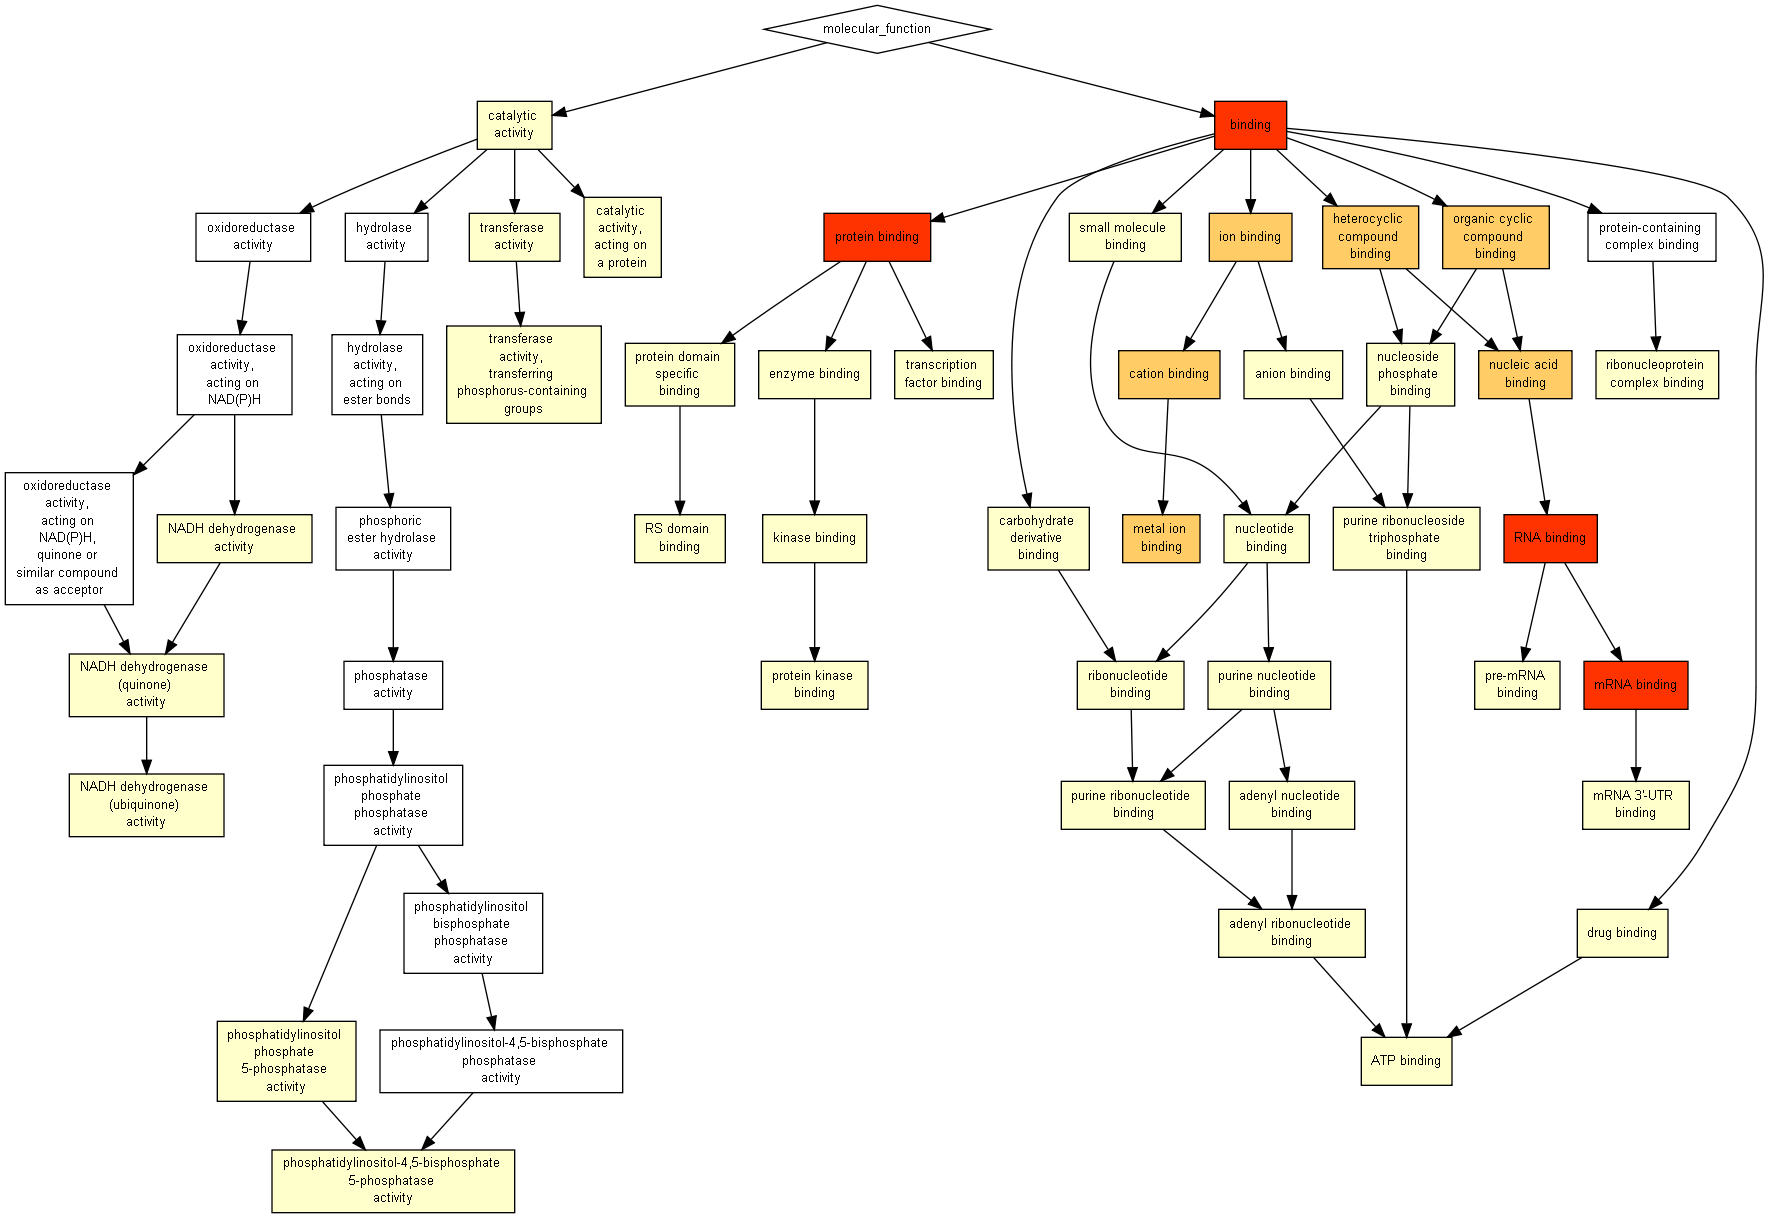 molecular_function
catalytic
activity
binding
oxidoreductase
activity
hydrolase
activity
transferase
activity
catalytic
activity,
acting on
a protein
protein binding
small molecule
binding
ion binding
heterocyclic
compound
binding
organic cyclic
compound
binding
protein-containing
complex binding
oxidoreductase
activity,
acting on
NAD(P)H
hydrolase
activity,
acting on
ester bonds
transferase
activity,
transferring
phosphorus-containing
groups
protein domain
specific
binding
enzyme binding
transcription
factor binding
cation binding
anion binding
nucleoside
phosphate
binding
nucleic acid
binding
ribonucleoprotein
complex binding
oxidoreductase
activity,
acting on
NAD(P)H,
quinone or
similar compound
as acceptor
NADH dehydrogenase
activity
phosphoric
ester hydrolase
activity
RS domain
binding
kinase binding
carbohydrate
derivative
binding
metal ion
binding
nucleotide
binding
purine ribonucleoside
triphosphate
binding
RNA binding
NADH dehydrogenase
(quinone)
activity
phosphatase
activity
protein kinase
binding
ribonucleotide
binding
purine nucleotide
binding
pre-mRNA
binding
mRNA binding
NADH dehydrogenase
(ubiquinone)
activity
phosphatidylinositol
phosphate
phosphatase
activity
purine ribonucleotide
binding
adenyl nucleotide
binding
mRNA 3'-UTR
binding
phosphatidylinositol
bisphosphate
phosphatase
activity
adenyl ribonucleotide
binding
drug binding
phosphatidylinositol
phosphate
5-phosphatase
activity
phosphatidylinositol-4,5-bisphosphate
phosphatase
activity
ATP binding
phosphatidylinositol-4,5-bisphosphate
5-phosphatase
activity